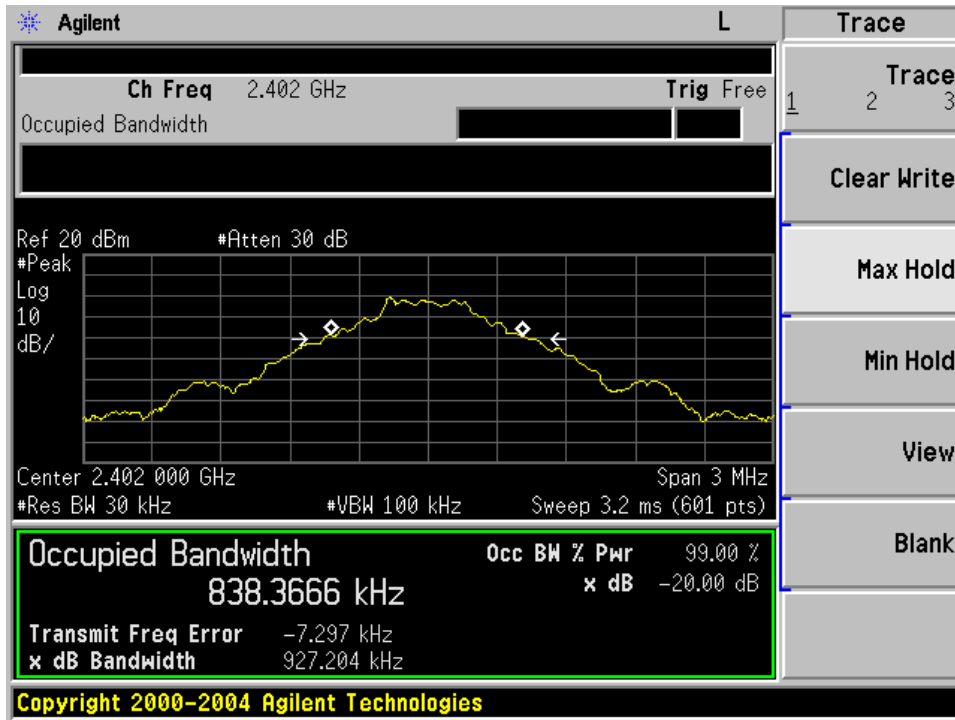 Agilent L Trace
Ch Freq 2.402 GHz Trig Free
Occupied Bandwidth
Trace
1 2 3
Clear Write
Max Hold
Min Hold
View
Blank
Ref 20 dBm #Atten 30 dB
#Peak
Log
10
dB/
Center 2.402 000 GHz Span 3 MHz
#Res BW 30 kHz #VBW 100 kHz Sweep 3.2 ms (601 pts)
Occupied Bandwidth Occ BW % Pwr 99.00 %
838.3666 kHz x dB -20.00 dB
Transmit Freq Error -7.297 kHz
x dB Bandwidth 927.204 kHz
Copyright 2000-2004 Agilent Technologies